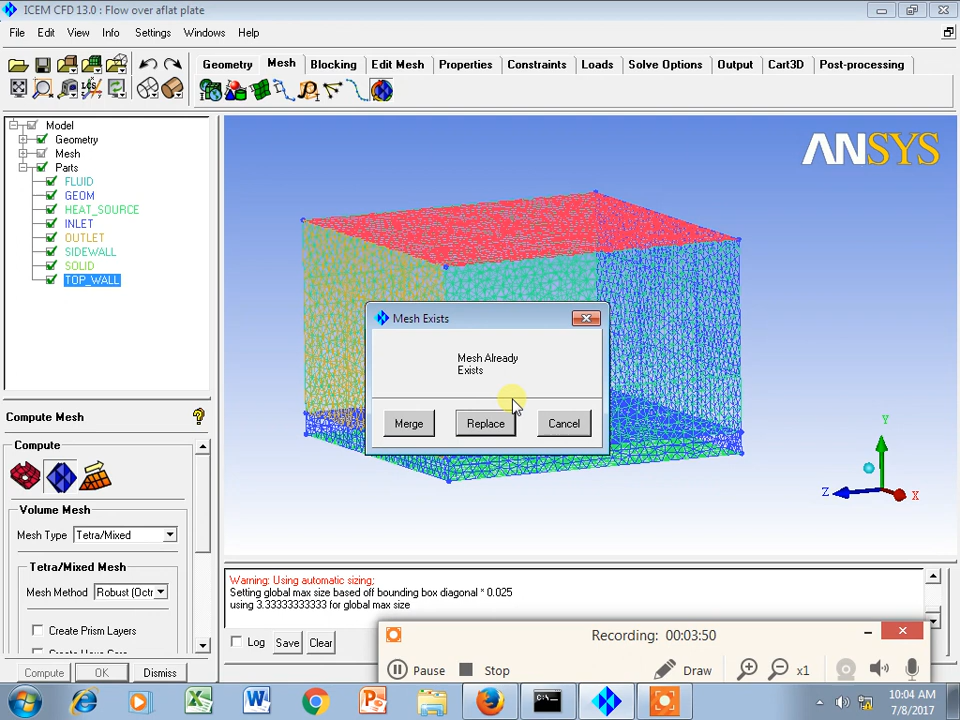 ICEM CFD 13.0 : Flow over aflat plate
File Edit View Info Settings Windows Help
Geometry Mesh Blocking Edit Mesh Properties Constraints Loads Solve Options Output Cart3D Post-processing
Model
Geometry
Mesh
Parts
FLUID
GEOM
HEAT_SOURCE
INLET
OUTLET
SIDEWALL
SOLID
TOP_WALL
ANSYS
Mesh Exists
Mesh Already
Exists
Merge Replace Cancel
Y
Z X
Compute Mesh
Compute
Volume Mesh
Mesh Type Tetra/Mixed
Tetra/Mixed Mesh
Mesh Method Robust (Octr
Create Prism Layers
Compute OK Dismiss
Warning: Using automatic sizing;
Setting global max size based off bounding box diagonal * 0.025
using 3.33333333333 for global max size
Log Save Clear
Recording: 00:03:50
Pause Stop Draw x1
10:04 AM
7/8/2017